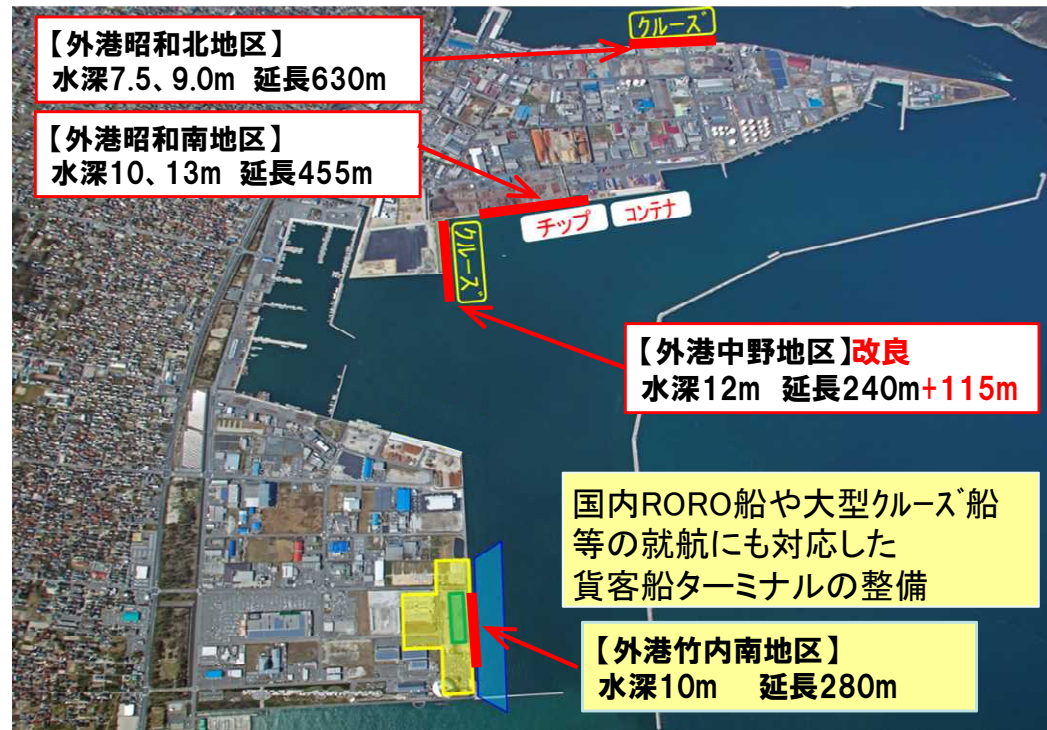 【外港昭和北地区】
水深7.5、9.0m 延長630m
クルーズ
【外港昭和南地区】
水深10、13m 延長455m
チップ
コンテナ
クルーズ
【外港中野地区】改良
水深12m 延長240m+115m
国内RORO船や大型クルーズ船
等の就航にも対応した
貨客船ターミナルの整備
【外港竹内南地区】
水深10m 延長280m